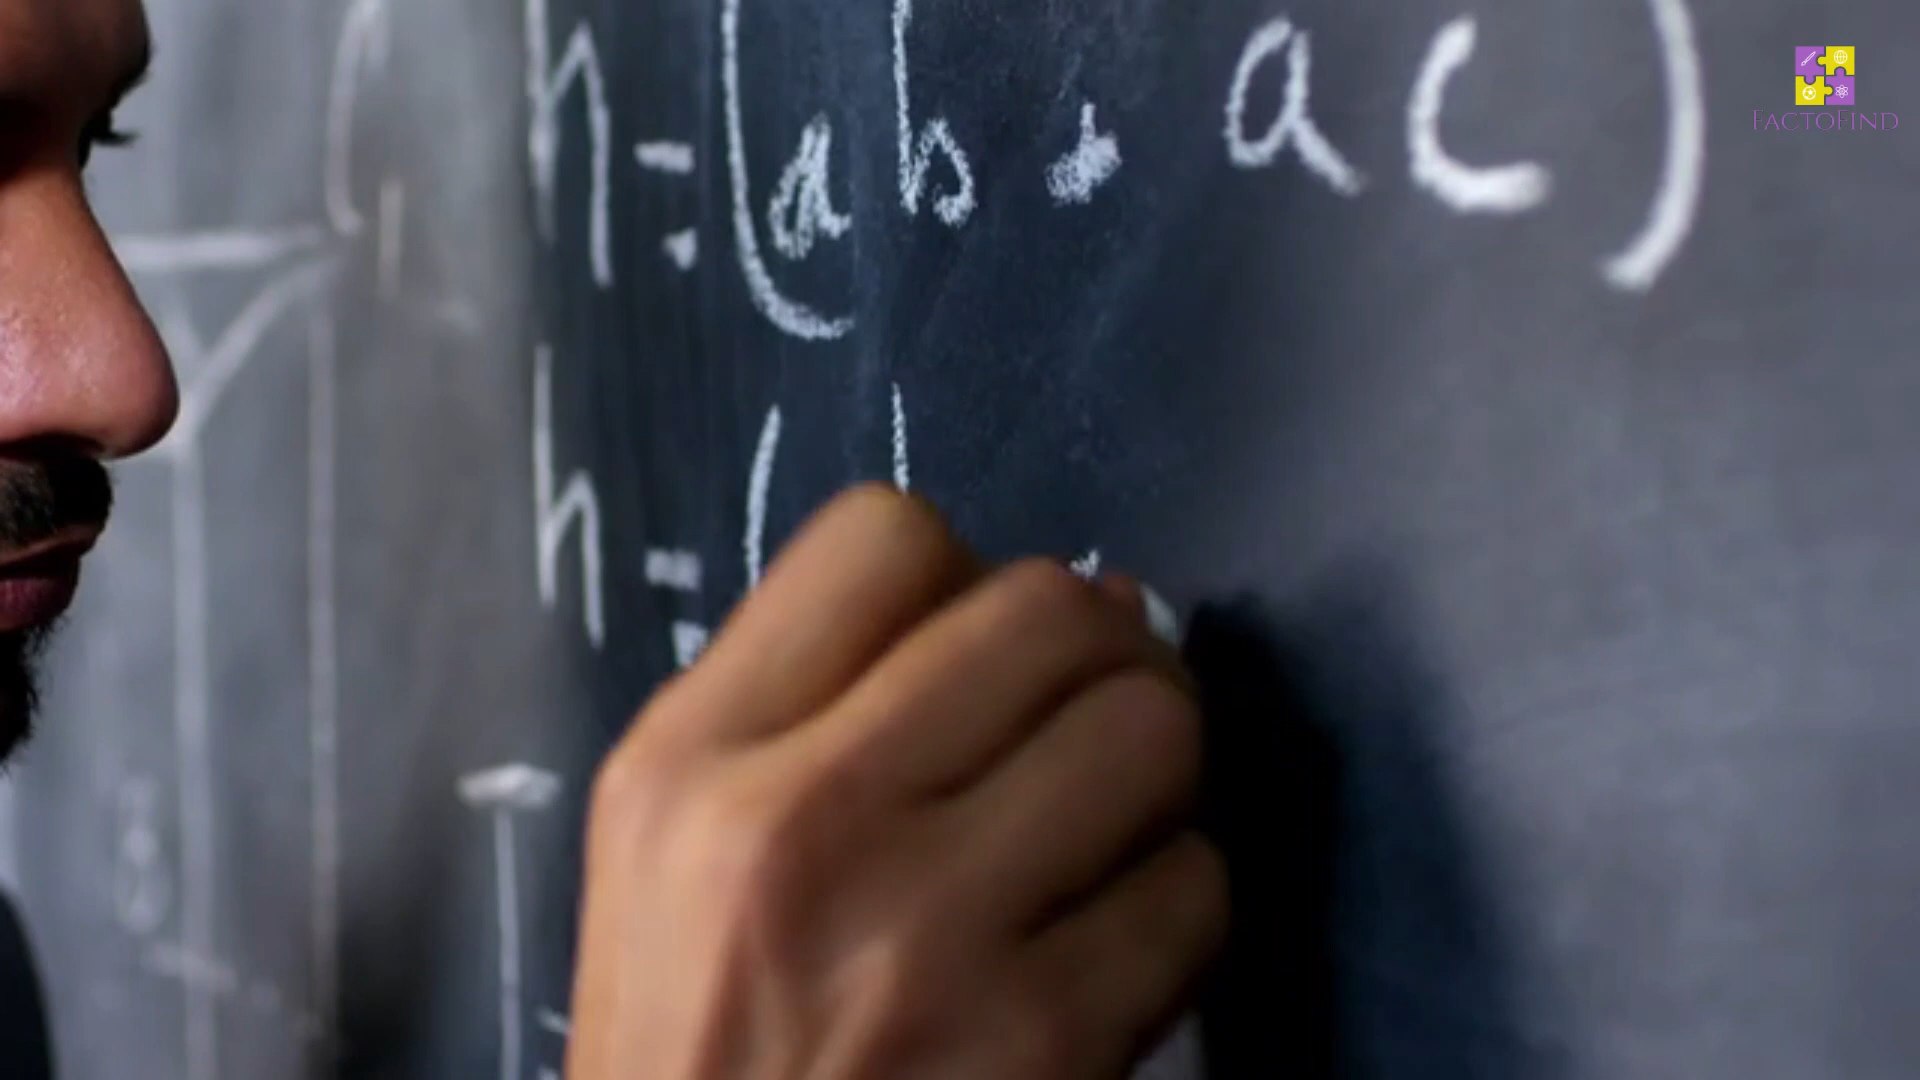 h = (ab · ac)
FACTOFIND
h = (